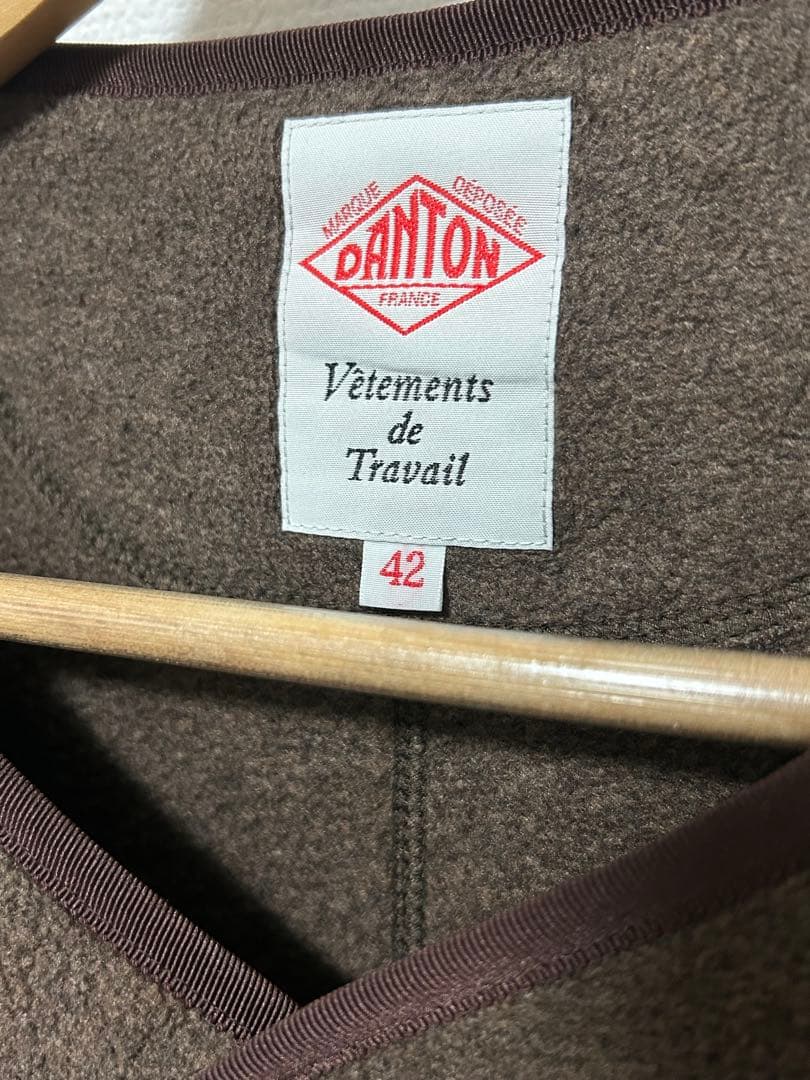 MARQUE DÉPOSÉE
DANTON
FRANCE
Vêtements
de
Travail
42